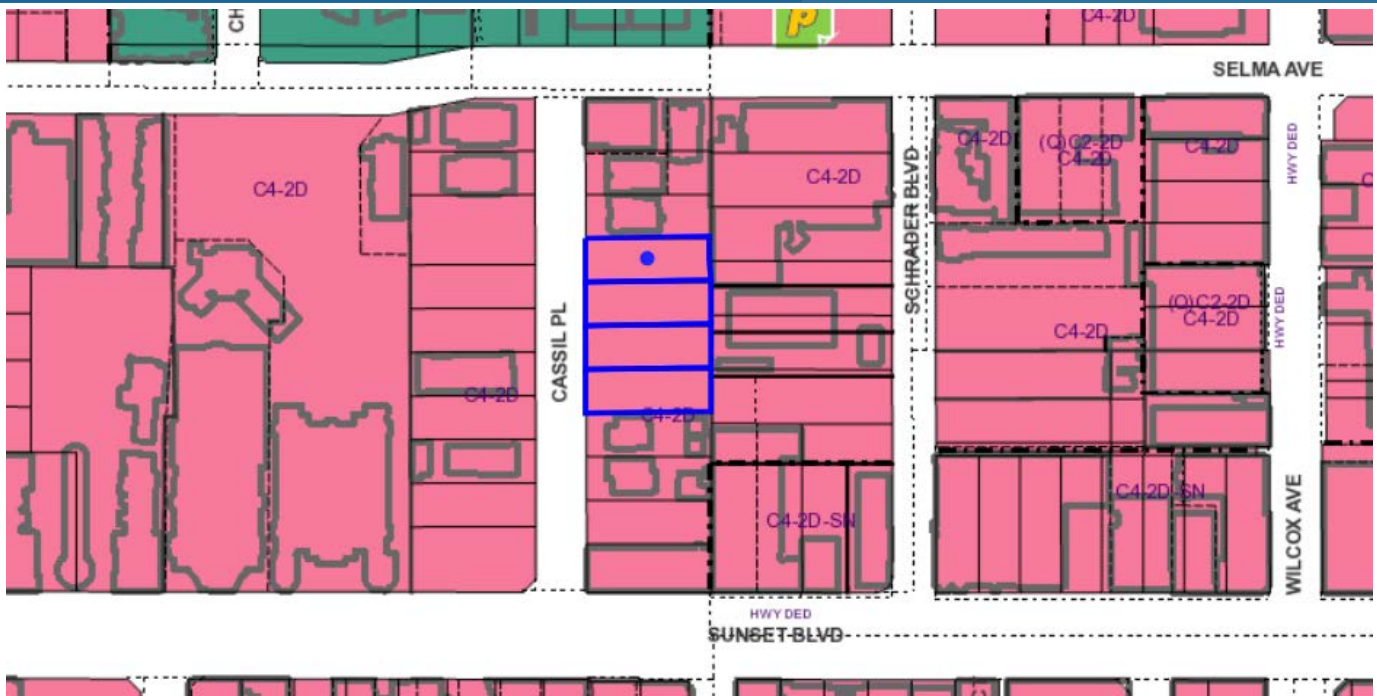 CH
P
C4-2D
SELMA AVE
C4-2D
C4-2D
SCHRADER BLVD
C4-2D
(Q)C2-2D
C4-2D
C4-2D
HWY DED
C
CASSIL PL
C4-2D
C4-2D
C4-2D
(Q)C2-2D
C4-2D
HWY DED
C4-2D-SN
C4-2D-SN
WILCOX AVE
HWY DED
SUNSET BLVD